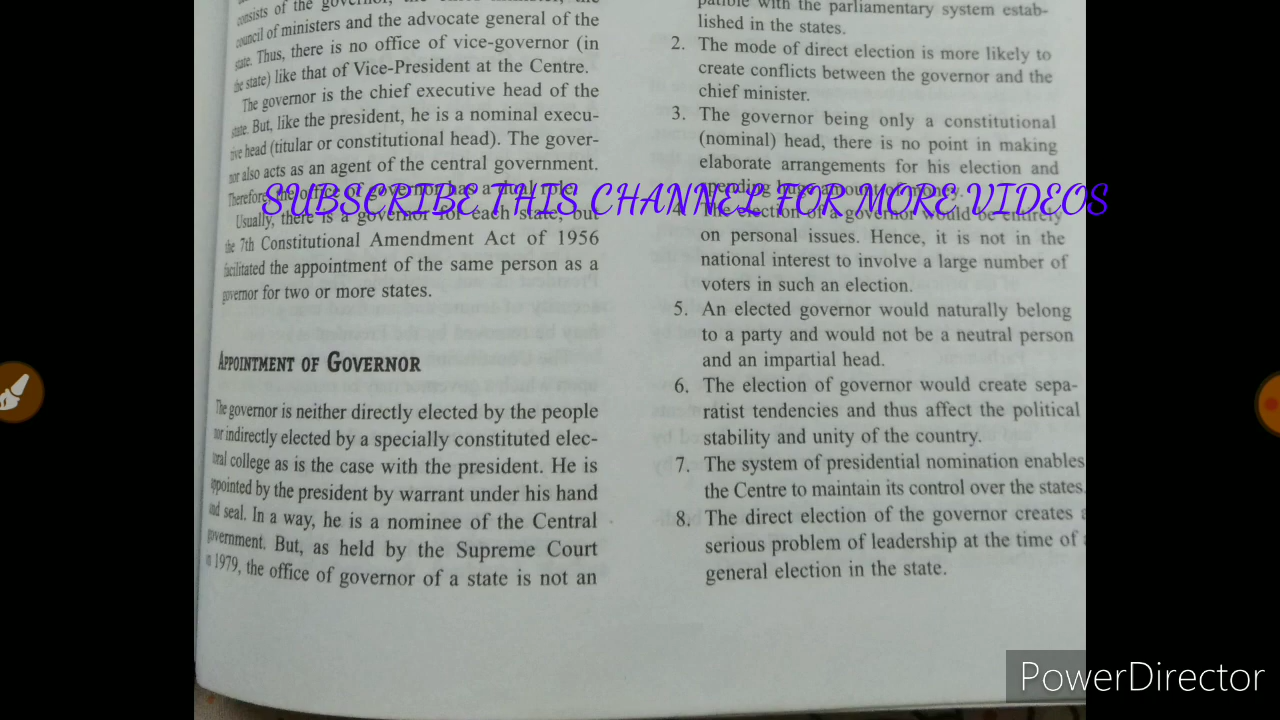 consists of the governor, the chief minister, the
council of ministers and the advocate general of the
state. Thus, there is no office of vice-governor (in
the state) like that of Vice-President at the Centre.
The governor is the chief executive head of the
state. But, like the president, he is a nominal execu-
tive head (titular or constitutional head). The gover-
nor also acts as an agent of the central government.
Therefore, the office of governor has a dual role.
Usually, there is a governor for each state, but
the 7th Constitutional Amendment Act of 1956
facilitated the appointment of the same person as a
governor for two or more states.
APPOINTMENT OF GOVERNOR
The governor is neither directly elected by the people
nor indirectly elected by a specially constituted elec-
toral college as is the case with the president. He is
appointed by the president by warrant under his hand
and seal. In a way, he is a nominee of the Central
government. But, as held by the Supreme Court
in 1979, the office of governor of a state is not an
patible with the parliamentary system estab-
lished in the states.
2. The mode of direct election is more likely to
create conflicts between the governor and the
chief minister.
3. The governor being only a constitutional
(nominal) head, there is no point in making
elaborate arrangements for his election and
spending huge amount of money.
4. The election of a governor would be entirely
on personal issues. Hence, it is not in the
national interest to involve a large number of
voters in such an election.
5. An elected governor would naturally belong
to a party and would not be a neutral person
and an impartial head.
6. The election of governor would create sepa-
ratist tendencies and thus affect the political
stability and unity of the country.
7. The system of presidential nomination enables
the Centre to maintain its control over the states.
8. The direct election of the governor creates a
serious problem of leadership at the time of a
general election in the state.
SUBSCRIBE THIS CHANNEL FOR MORE VIDEOS
PowerDirector